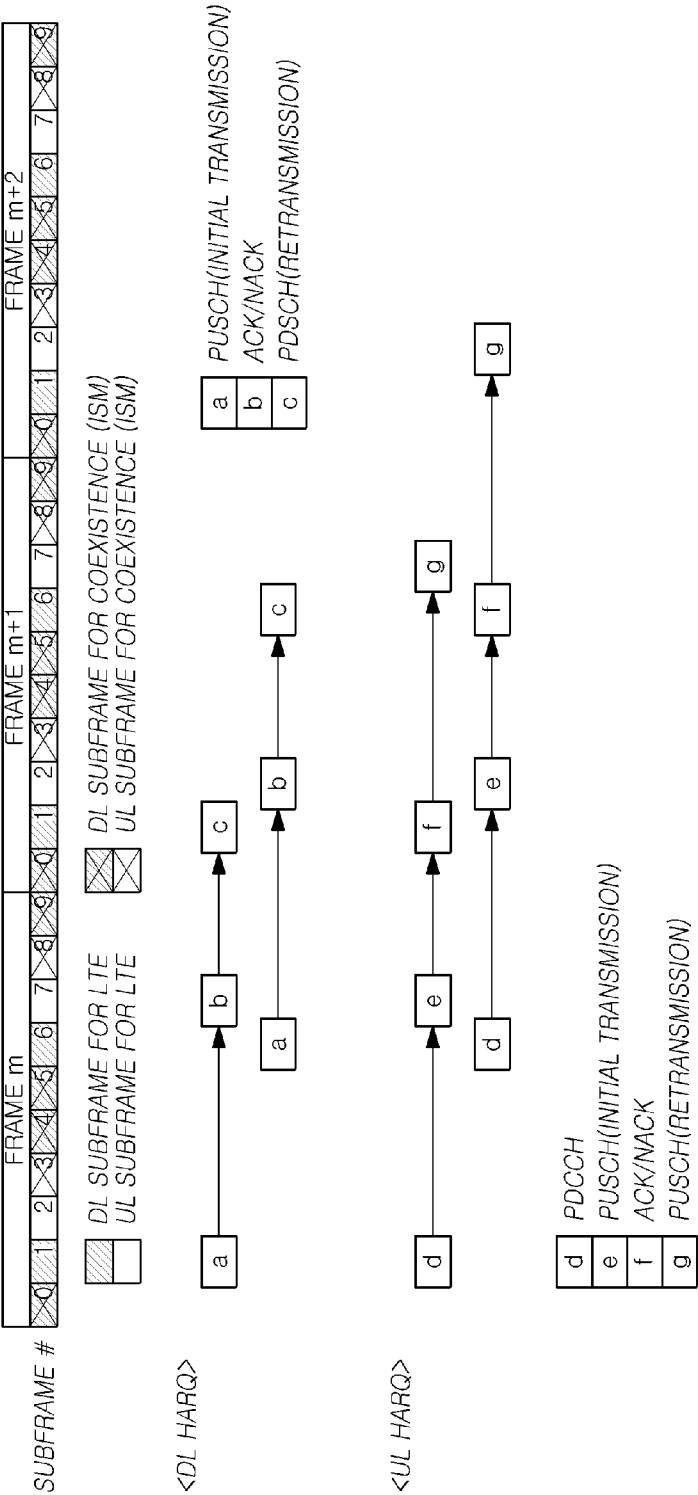 FRAME m FRAME m+1 FRAME m+2
SUBFRAME # 0 1 2 3 4 5 6 7 8 9 0 1 2 3 4 5 6 7 8 9 0 1 2 3 4 5 6 7 8 9
DL SUBFRAME FOR LTE
UL SUBFRAME FOR LTE
DL SUBFRAME FOR COEXISTENCE (ISM)
UL SUBFRAME FOR COEXISTENCE (ISM)
<DL HARQ>
a b c
a b c
a PUSCH(INITIAL TRANSMISSION)
b ACK/NACK
c PDSCH(RETRANSMISSION)
<UL HARQ>
d e f g
d e f g
d PDCCH
e PUSCH(INITIAL TRANSMISSION)
f ACK/NACK
g PUSCH(RETRANSMISSION)